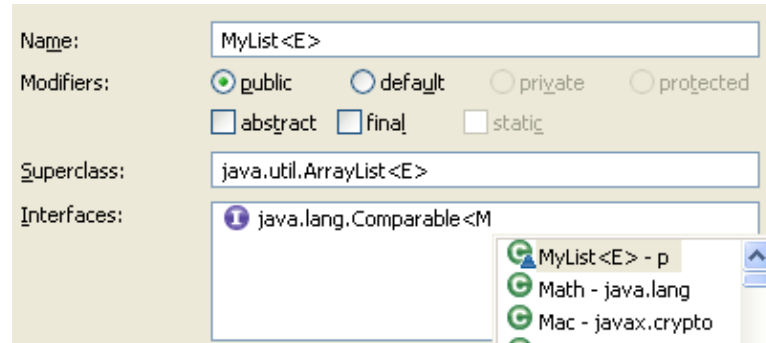 Name: MyList<E>
Modifiers: public default private protected
abstract final static
Superclass: java.util.ArrayList<E>
Interfaces: I java.lang.Comparable<M
C MyList<E> - p
C Math - java.lang
C Mac - javax.crypto